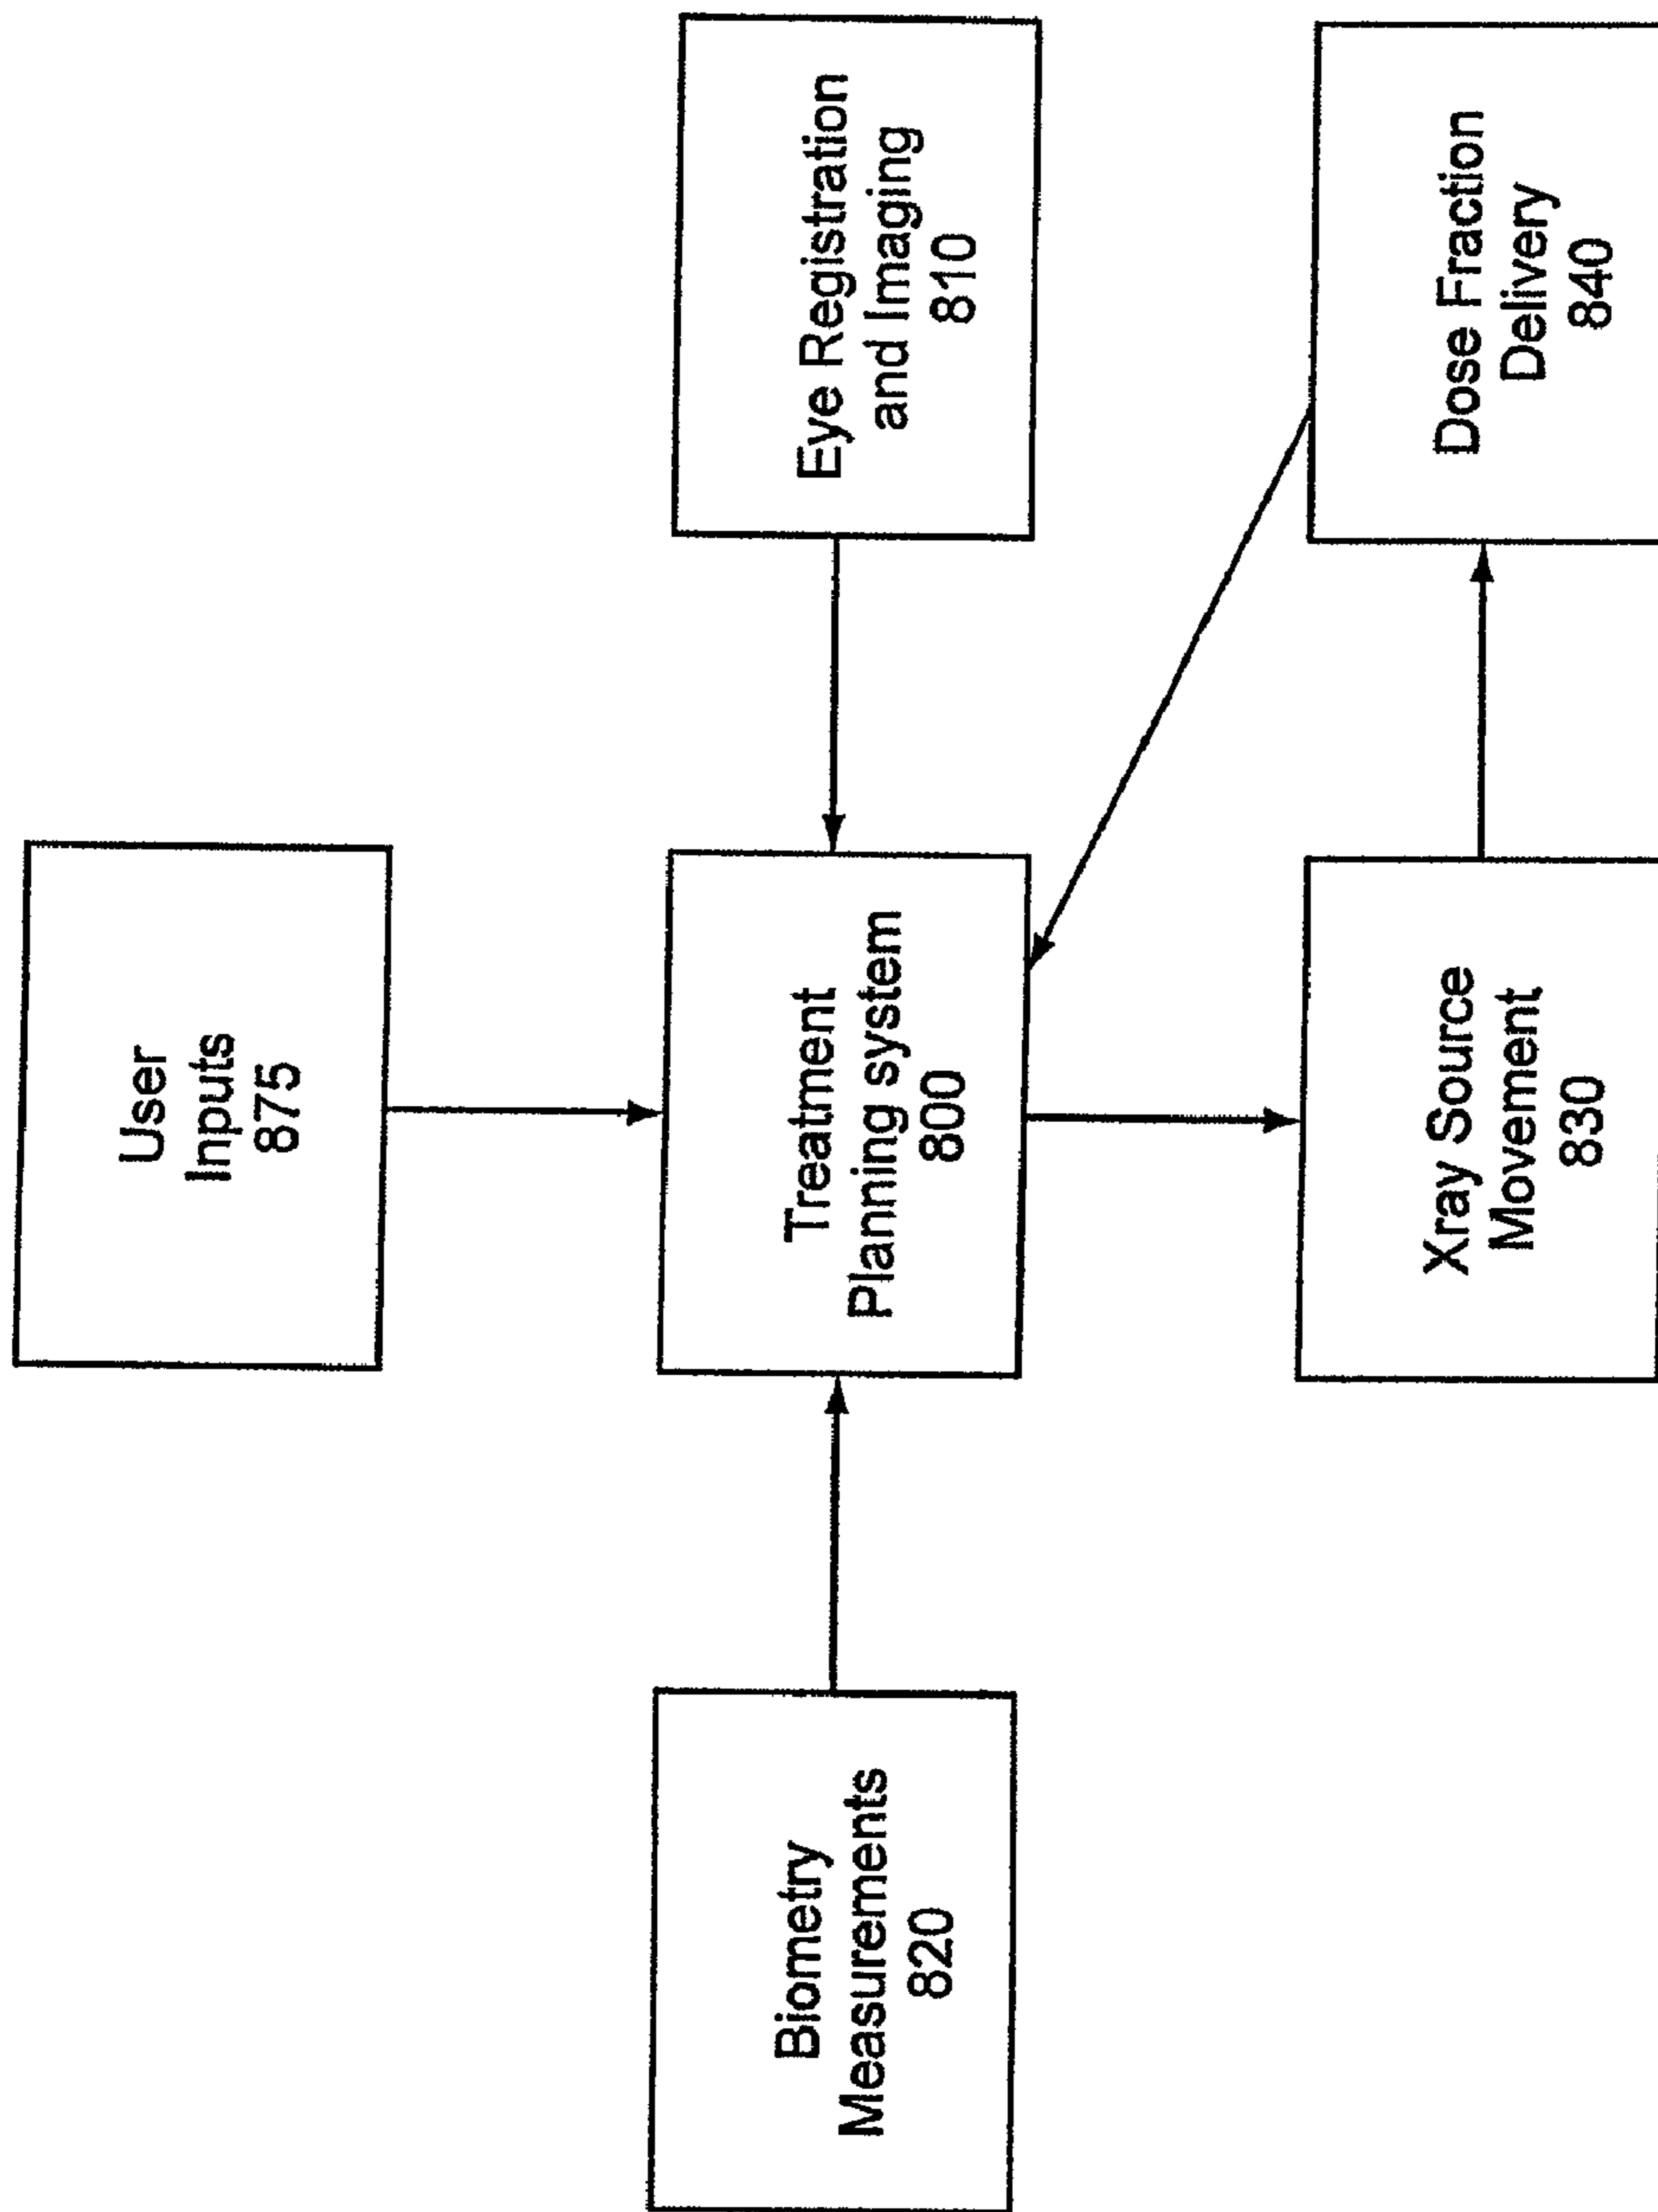 User
Inputs
875
Biometry
Measurements
820
Treatment
Planning system
800
Eye Registration
and Imaging
810
Xray Source
Movement
830
Dose Fraction
Delivery
840